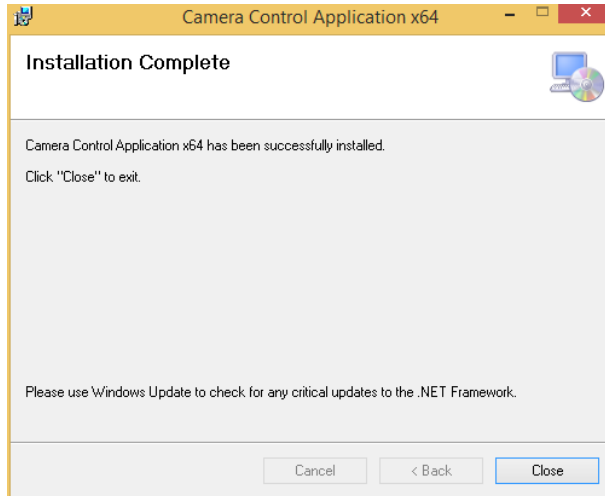 Camera Control Application x64
Installation Complete
Camera Control Application x64 has been successfully installed.
Click "Close" to exit.
Please use Windows Update to check for any critical updates to the .NET Framework.
Cancel
< Back
Close